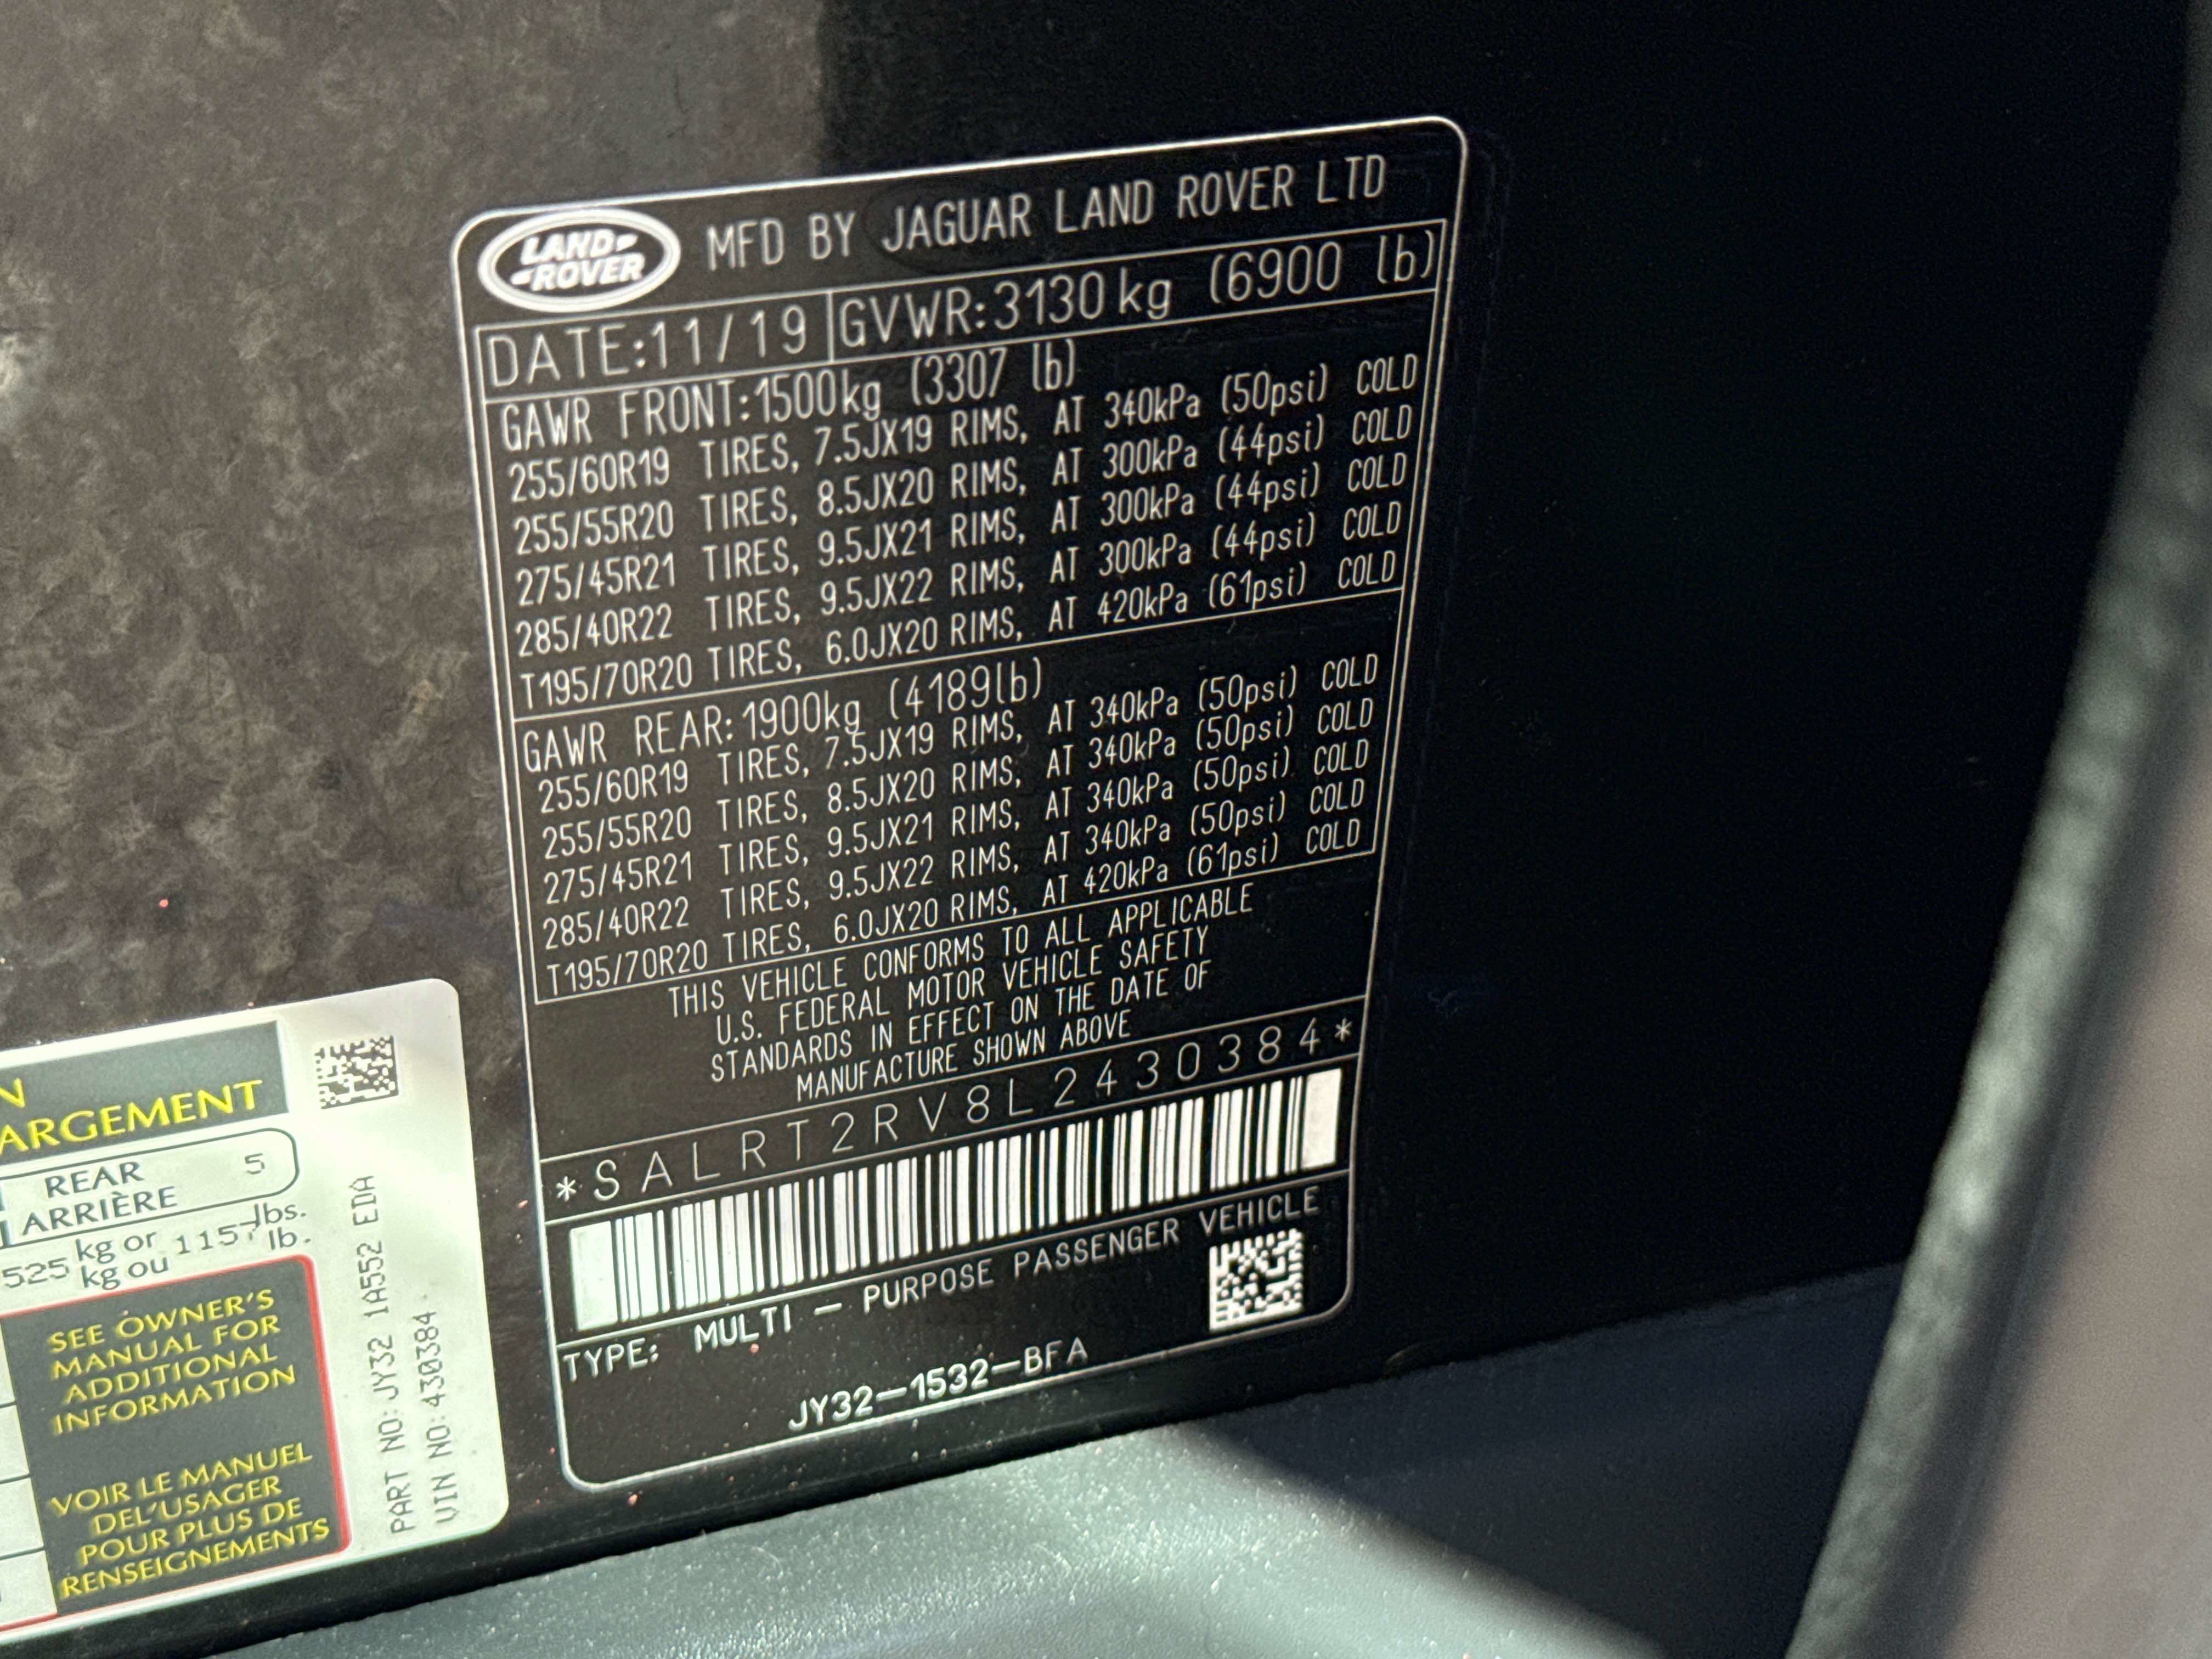 LAND-
-ROVER
MFD BY JAGUAR LAND ROVER LTD
DATE:11/19 GVWR:3130kg (6900 lb)
GAWR FRONT:1500kg (3307 lb)
255/60R19 TIRES, 7.5JX19 RIMS, AT 340kPa (50psi) COLD
255/55R20 TIRES, 8.5JX20 RIMS, AT 300kPa (44psi) COLD
275/45R21 TIRES, 9.5JX21 RIMS, AT 300kPa (44psi) COLD
285/40R22 TIRES, 9.5JX22 RIMS, AT 300kPa (44psi) COLD
T195/70R20 TIRES, 6.0JX20 RIMS, AT 420kPa (61psi) COLD
GAWR REAR:1900kg (4189lb)
255/60R19 TIRES, 7.5JX19 RIMS, AT 340kPa (50psi) COLD
255/55R20 TIRES, 8.5JX20 RIMS, AT 340kPa (50psi) COLD
275/45R21 TIRES, 9.5JX21 RIMS, AT 340kPa (50psi) COLD
285/40R22 TIRES, 9.5JX22 RIMS, AT 340kPa (50psi) COLD
T195/70R20 TIRES, 6.0JX20 RIMS, AT 420kPa (61psi) COLD
THIS VEHICLE CONFORMS TO ALL APPLICABLE
U.S. FEDERAL MOTOR VEHICLE SAFETY
STANDARDS IN EFFECT ON THE DATE OF
MANUFACTURE SHOWN ABOVE
*SALRT2RV8L2430384*
TYPE: MULTI - PURPOSE PASSENGER VEHICLE
JY32-1532-BFA
N
ARGEMENT
REAR 5
ARRIÈRE
525 kg or 1157 lbs.
kg ou lb.
SEE OWNER'S
MANUAL FOR
ADDITIONAL
INFORMATION
VOIR LE MANUEL
DEL'USAGER
POUR PLUS DE
RENSEIGNEMENTS
PART NO:JY32 1A552 EDA
VIN NO:430384.